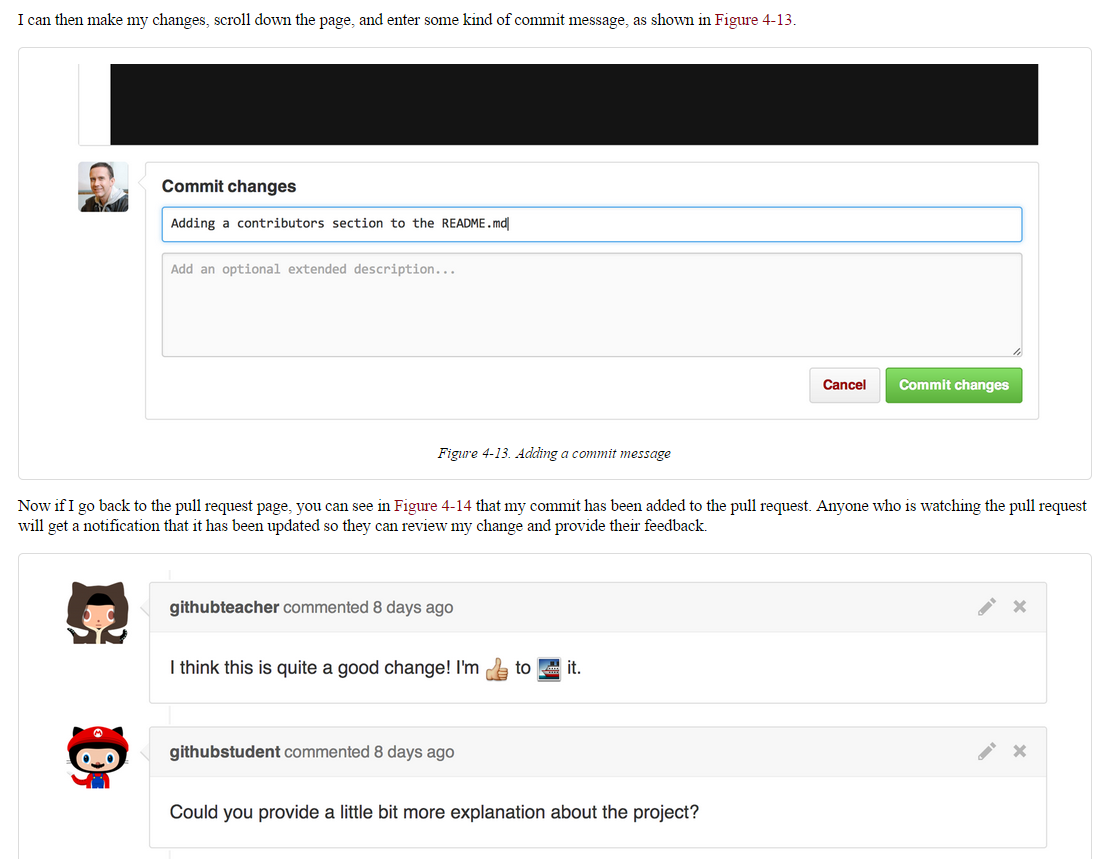 I can then make my changes, scroll down the page, and enter some kind of commit message, as shown in Figure 4-13.
Commit changes
Adding a contributors section to the README.md
Add an optional extended description...
Cancel
Commit changes
Figure 4-13. Adding a commit message
Now if I go back to the pull request page, you can see in Figure 4-14 that my commit has been added to the pull request. Anyone who is watching the pull request
will get a notification that it has been updated so they can review my change and provide their feedback.
githubteacher commented 8 days ago
I think this is quite a good change! I'm 👍 to 🚢 it.
githubstudent commented 8 days ago
Could you provide a little bit more explanation about the project?